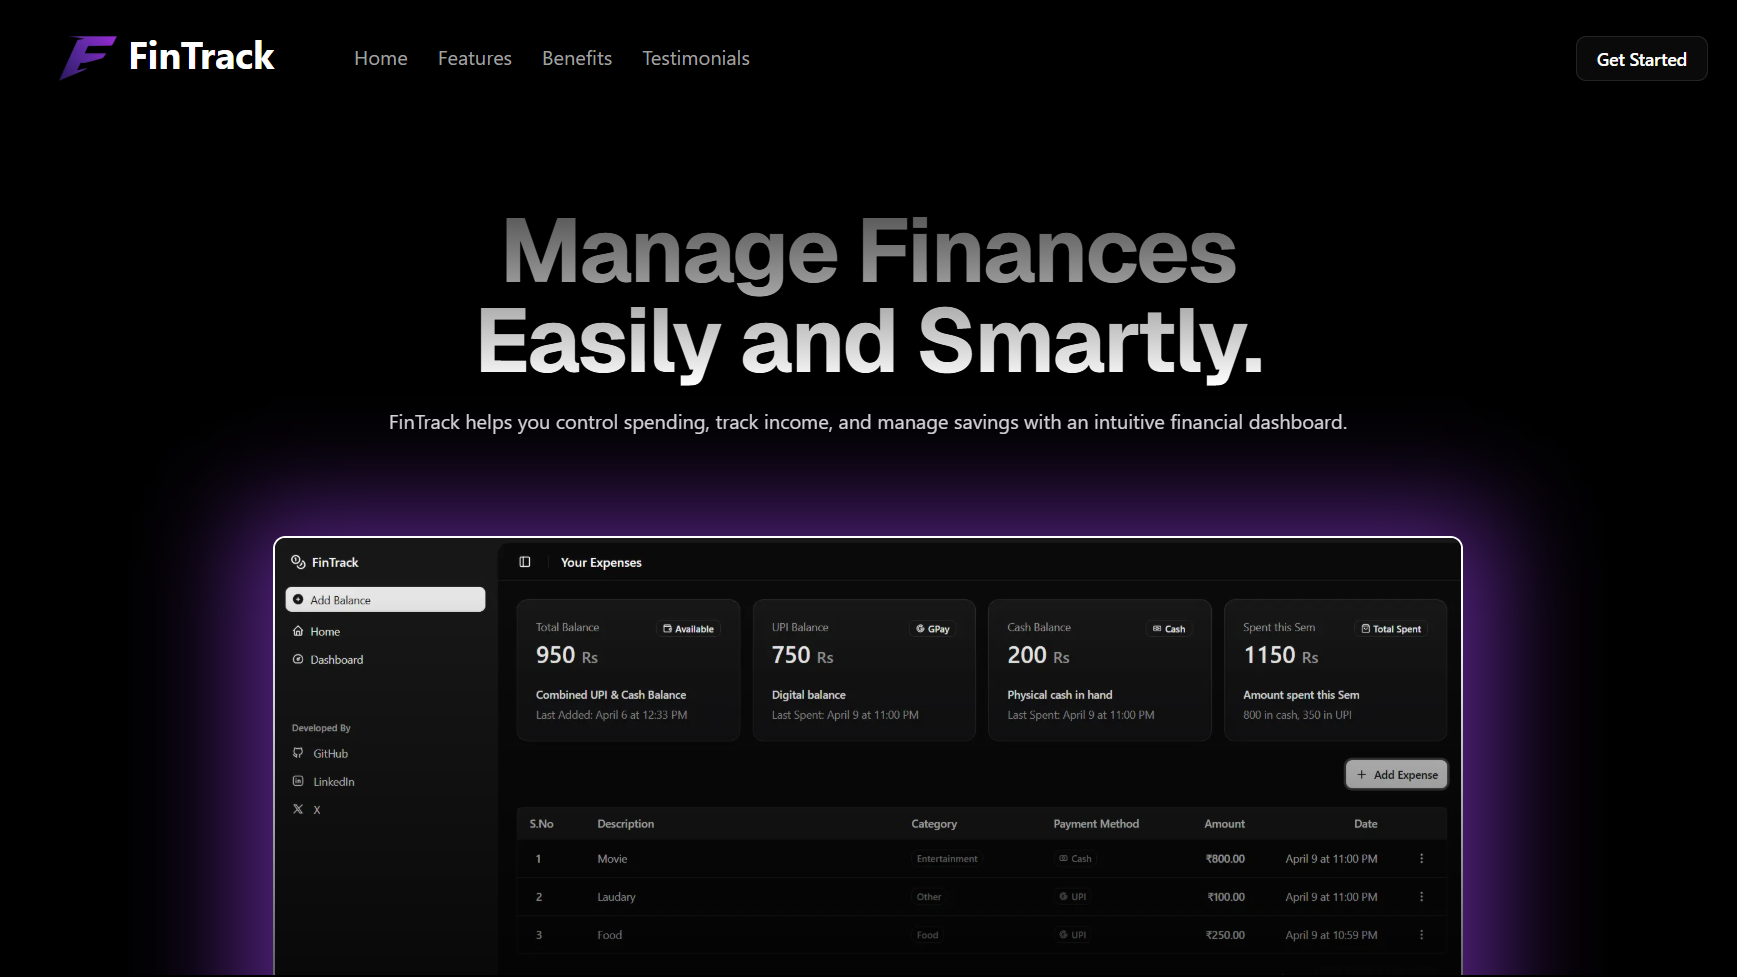 FinTrack
Home Features Benefits Testimonials
Get Started
Manage Finances
Easily and Smartly.
FinTrack helps you control spending, track income, and manage savings with an intuitive financial dashboard.
FinTrack
Add Balance
Home
Dashboard
Developed By
GitHub
LinkedIn
X
Your Expenses
Total Balance Available
950 Rs
Combined UPI & Cash Balance
Last Added: April 6 at 12:33 PM
UPI Balance GPay
750 Rs
Digital balance
Last Spent: April 9 at 11:00 PM
Cash Balance Cash
200 Rs
Physical cash in hand
Last Spent: April 9 at 11:00 PM
Spent this Sem Total Spent
1150 Rs
Amount spent this Sem
800 in cash, 350 in UPI
+ Add Expense
S.No Description Category Payment Method Amount Date
1 Movie Entertainment Cash ₹800.00 April 9 at 11:00 PM
2 Laudary Other UPI ₹100.00 April 9 at 11:00 PM
3 Food Food UPI ₹250.00 April 9 at 10:59 PM